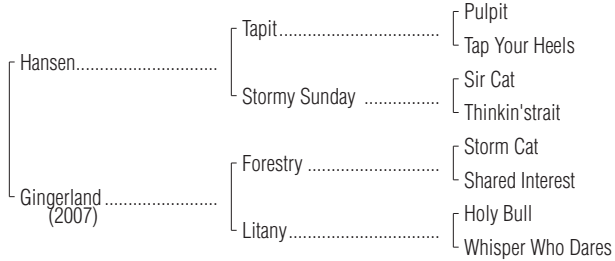 Pulpit
Tapit
Tap Your Heels
Hansen
Sir Cat
Stormy Sunday
Thinkin'strait
Storm Cat
Forestry
Shared Interest
Gingerland
(2007)
Holy Bull
Litany
Whisper Who Dares